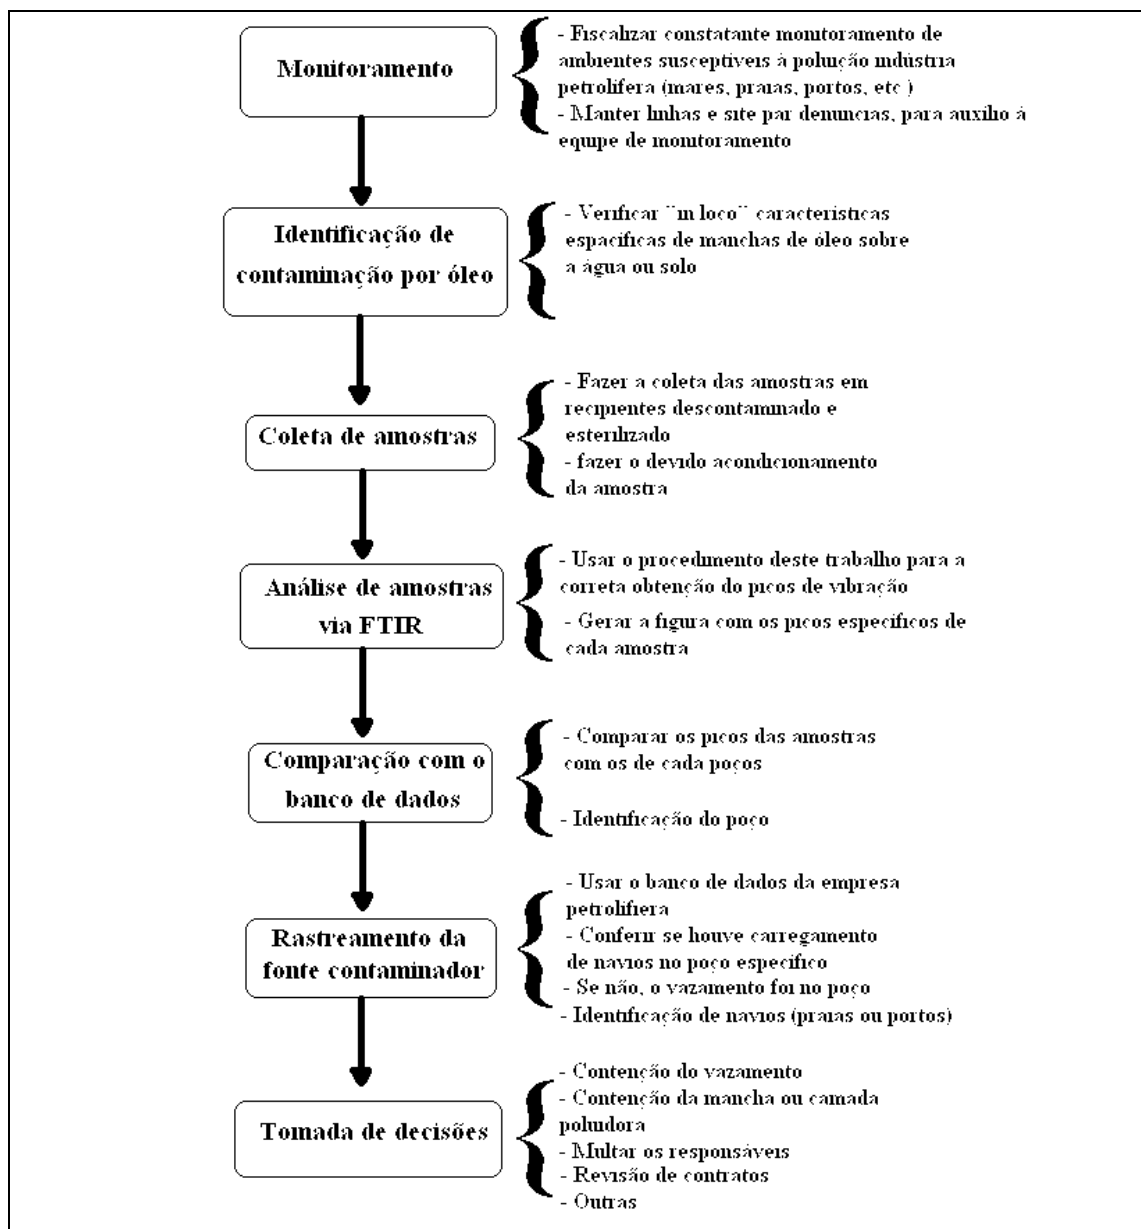 Monitoramento
- Fiscalizar constatante monitoramento de
ambientes susceptíveis à poluição indústria
petrolífera (mares, praias, portos, etc.)
- Manter linhas e site par denuncias, para auxílio à
equipe de monitoramento
Identificação de
contaminação por óleo
- Verificar "in loco" características
espacíficas de manchas de óleo sobre
a água ou solo
Coleta de amostras
- Fazer a coleta das amostras em
recipientes descontaminado e
esterilizado
- fazer o devido acondicionamento
da amostra
Análise de amostras
via FTIR
- Usar o procedimento deste trabalho para a
correta obtenção do picos de vibração
- Gerar a figura com os picos específicos de
cada amostra
Comparação com o
banco de dados
- Comparar os picos das amostras
com os de cada poços
- Identificação do poço
Rastreamento da
fonte contaminador
- Usar o banco de dados da empresa
petrolifiera
- Conferir se houve carregamento
de navios no poço específico
- Se não, o vazamento foi no poço
- Identificação de navios (praias ou portos)
Tomada de decisões
- Contenção do vazamento
- Contenção da mancha ou camada
poluidora
- Multar os responsáveis
- Revisão de contratos
- Outras